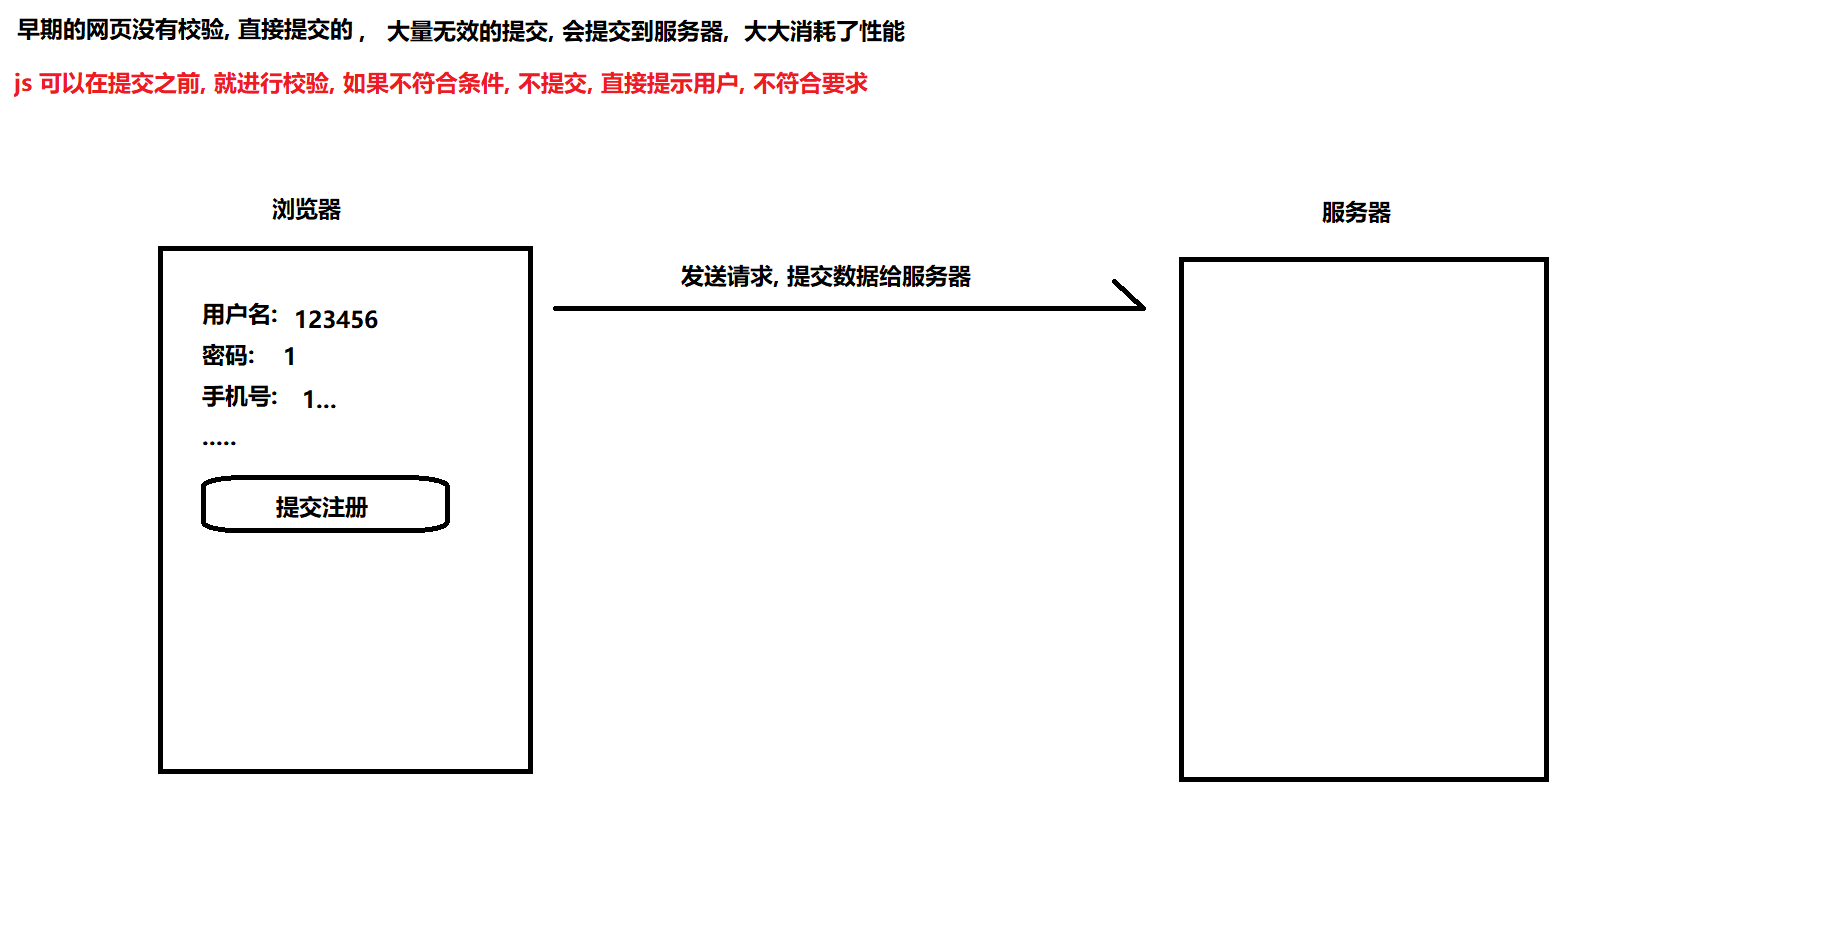 早期的网页没有校验, 直接提交的 , 大量无效的提交, 会提交到服务器, 大大消耗了性能
js 可以在提交之前, 就进行校验, 如果不符合条件, 不提交, 直接提示用户, 不符合要求
浏览器
服务器
发送请求, 提交数据给服务器
用户名: 123456
密码: 1
手机号: 1...
.....
提交注册